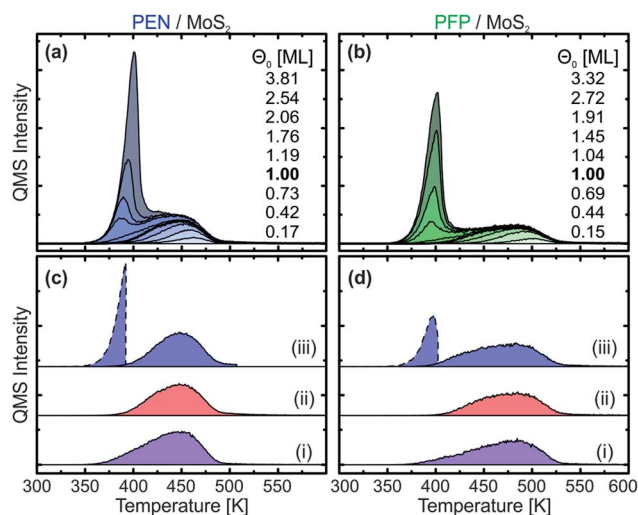 PEN / MoS₂ PFP / MoS₂
(a) Θ₀ [ML]
3.81
2.54
2.06
1.76
1.19
1.00
0.73
0.42
0.17
(b) Θ₀ [ML]
3.32
2.72
1.91
1.45
1.04
1.00
0.69
0.44
0.15
QMS Intensity
(c)
(iii)
(ii)
(i)
(d)
(iii)
(ii)
(i)
QMS Intensity
300 350 400 450 500 550 300 350 400 450 500 550 600
Temperature [K] Temperature [K]